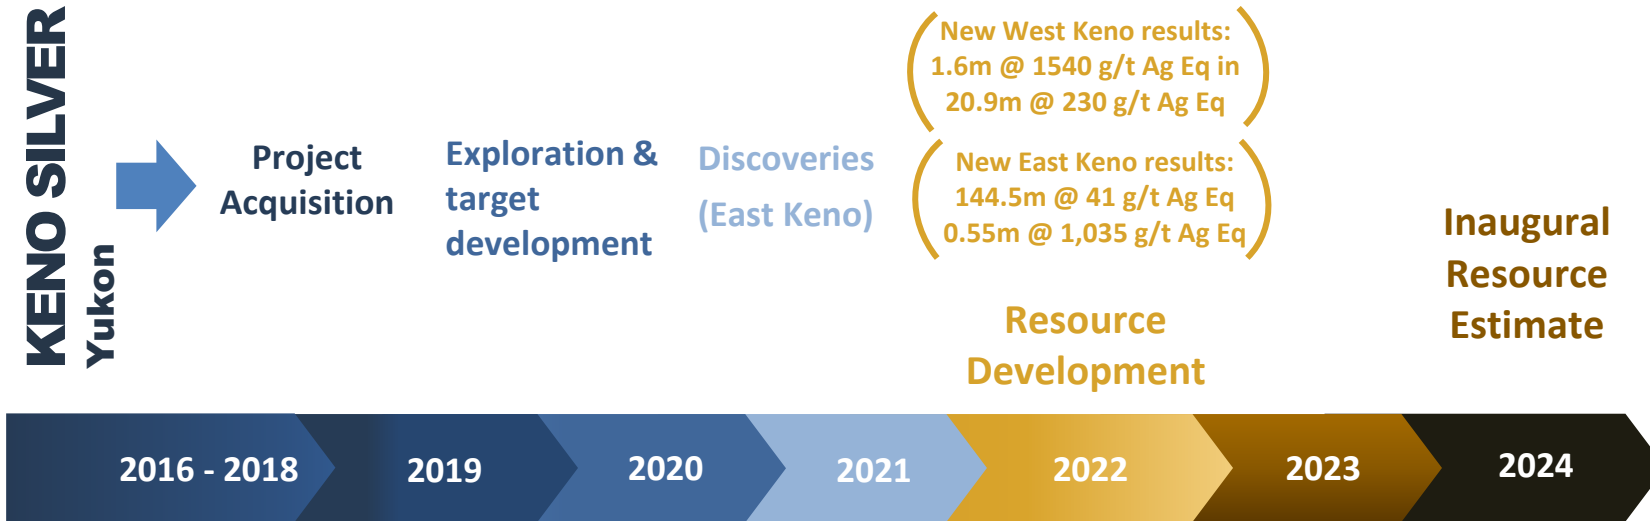 KENO SILVER
Yukon
Project
Acquisition
Exploration &
target
development
Discoveries
(East Keno)
New West Keno results:
1.6m @ 1540 g/t Ag Eq in
20.9m @ 230 g/t Ag Eq
New East Keno results:
144.5m @ 41 g/t Ag Eq
0.55m @ 1,035 g/t Ag Eq
Resource
Development
Inaugural
Resource
Estimate
2016 - 2018
2019
2020
2021
2022
2023
2024